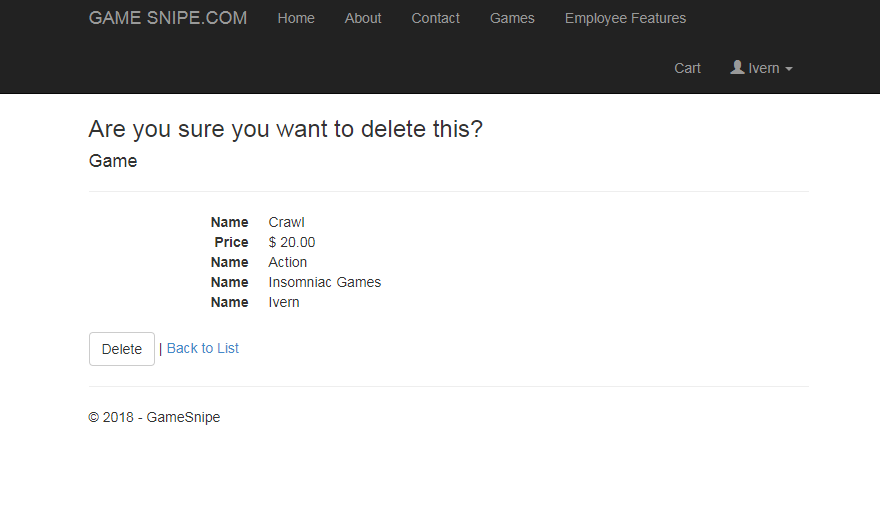 GAME SNIPE.COM Home About Contact Games Employee Features
Cart Ivern
Are you sure you want to delete this?
Game
Name Crawl
Price $ 20.00
Name Action
Name Insomniac Games
Name Ivern
Delete | Back to List
© 2018 - GameSnipe